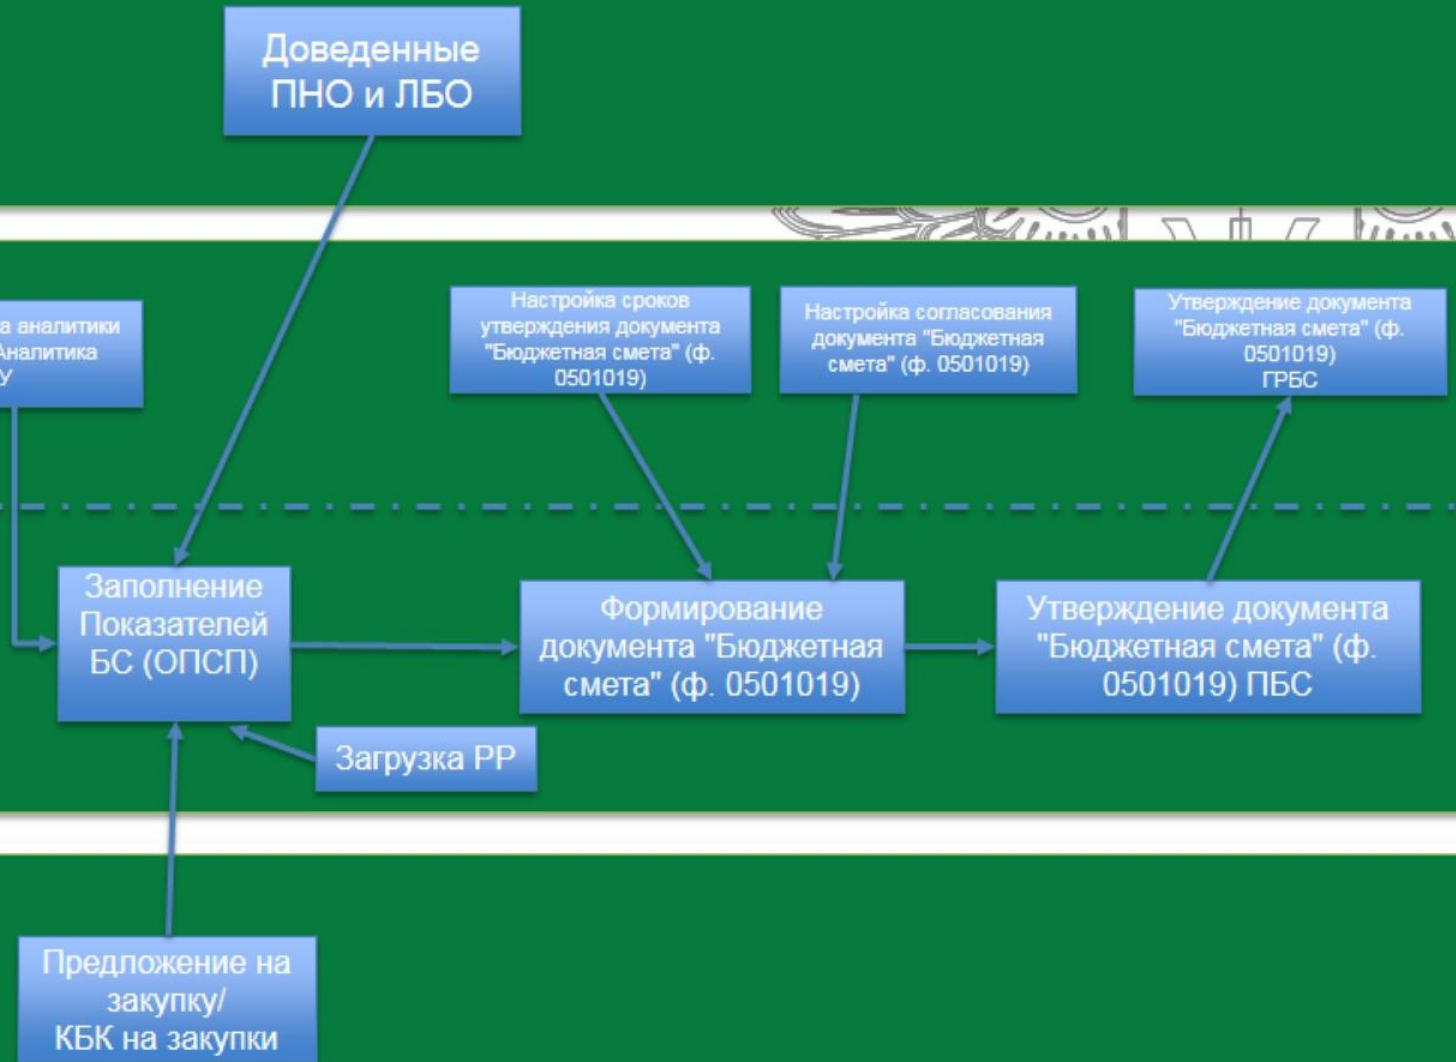 Доведенные
ПНО и ЛБО
а аналитики
Аналитика
У
Настройка сроков
утверждения документа
"Бюджетная смета" (ф.
0501019)
Настройка согласования
документа "Бюджетная
смета" (ф. 0501019)
Утверждение документа
"Бюджетная смета" (ф.
0501019)
ГРБС
Заполнение
Показателей
БС (ОПСП)
Формирование
документа "Бюджетная
смета" (ф. 0501019)
Утверждение документа
"Бюджетная смета" (ф.
0501019) ПБС
Загрузка РР
Предложение на
закупку/
КБК на закупки